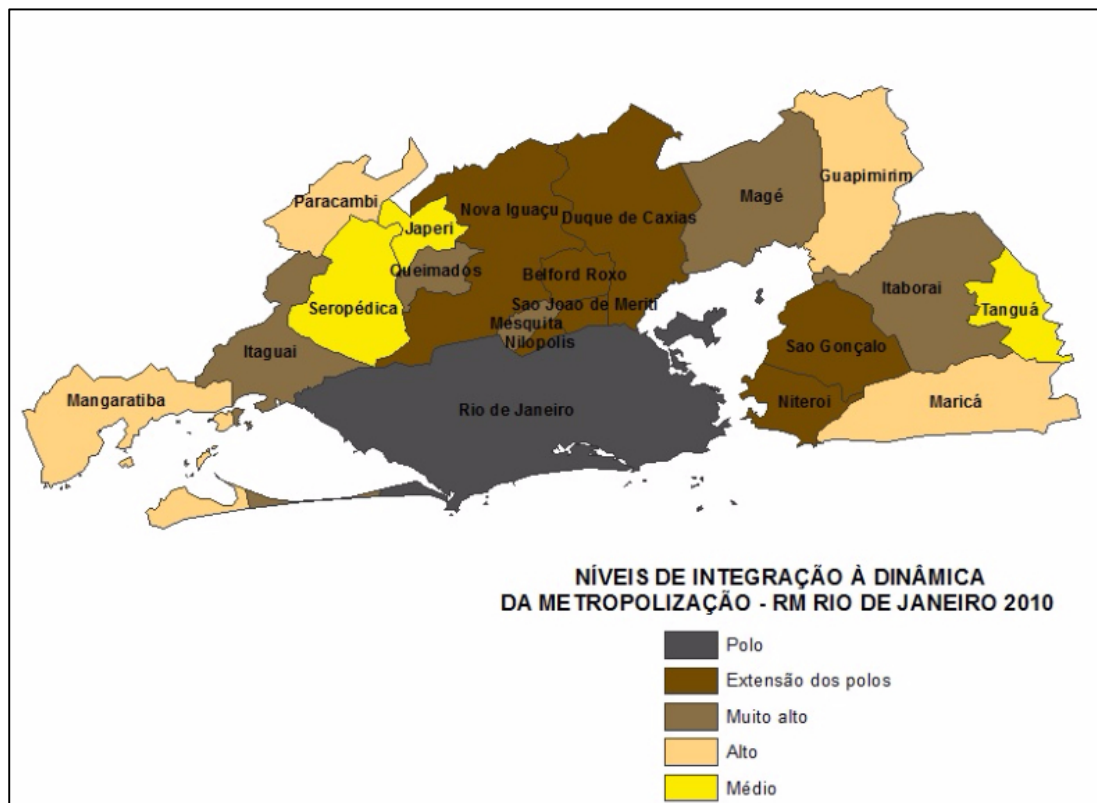 Guapimirim
Magé
Paracambi
Nova Iguaçu
Duque de Caxias
Japeri
Queimados
Belford Roxo
Itaborai
Seropédica
Sao Joao de Meriti
Tanguá
Mesquita
Nilópolis
Itaguai
Sao Gonçalo
Mangaratiba
Rio de Janeiro
Niteroi
Maricá
NÍVEIS DE INTEGRAÇÃO À DINÂMICA
DA METROPOLIZAÇÃO - RM RIO DE JANEIRO 2010
Polo
Extensão dos polos
Muito alto
Alto
Médio